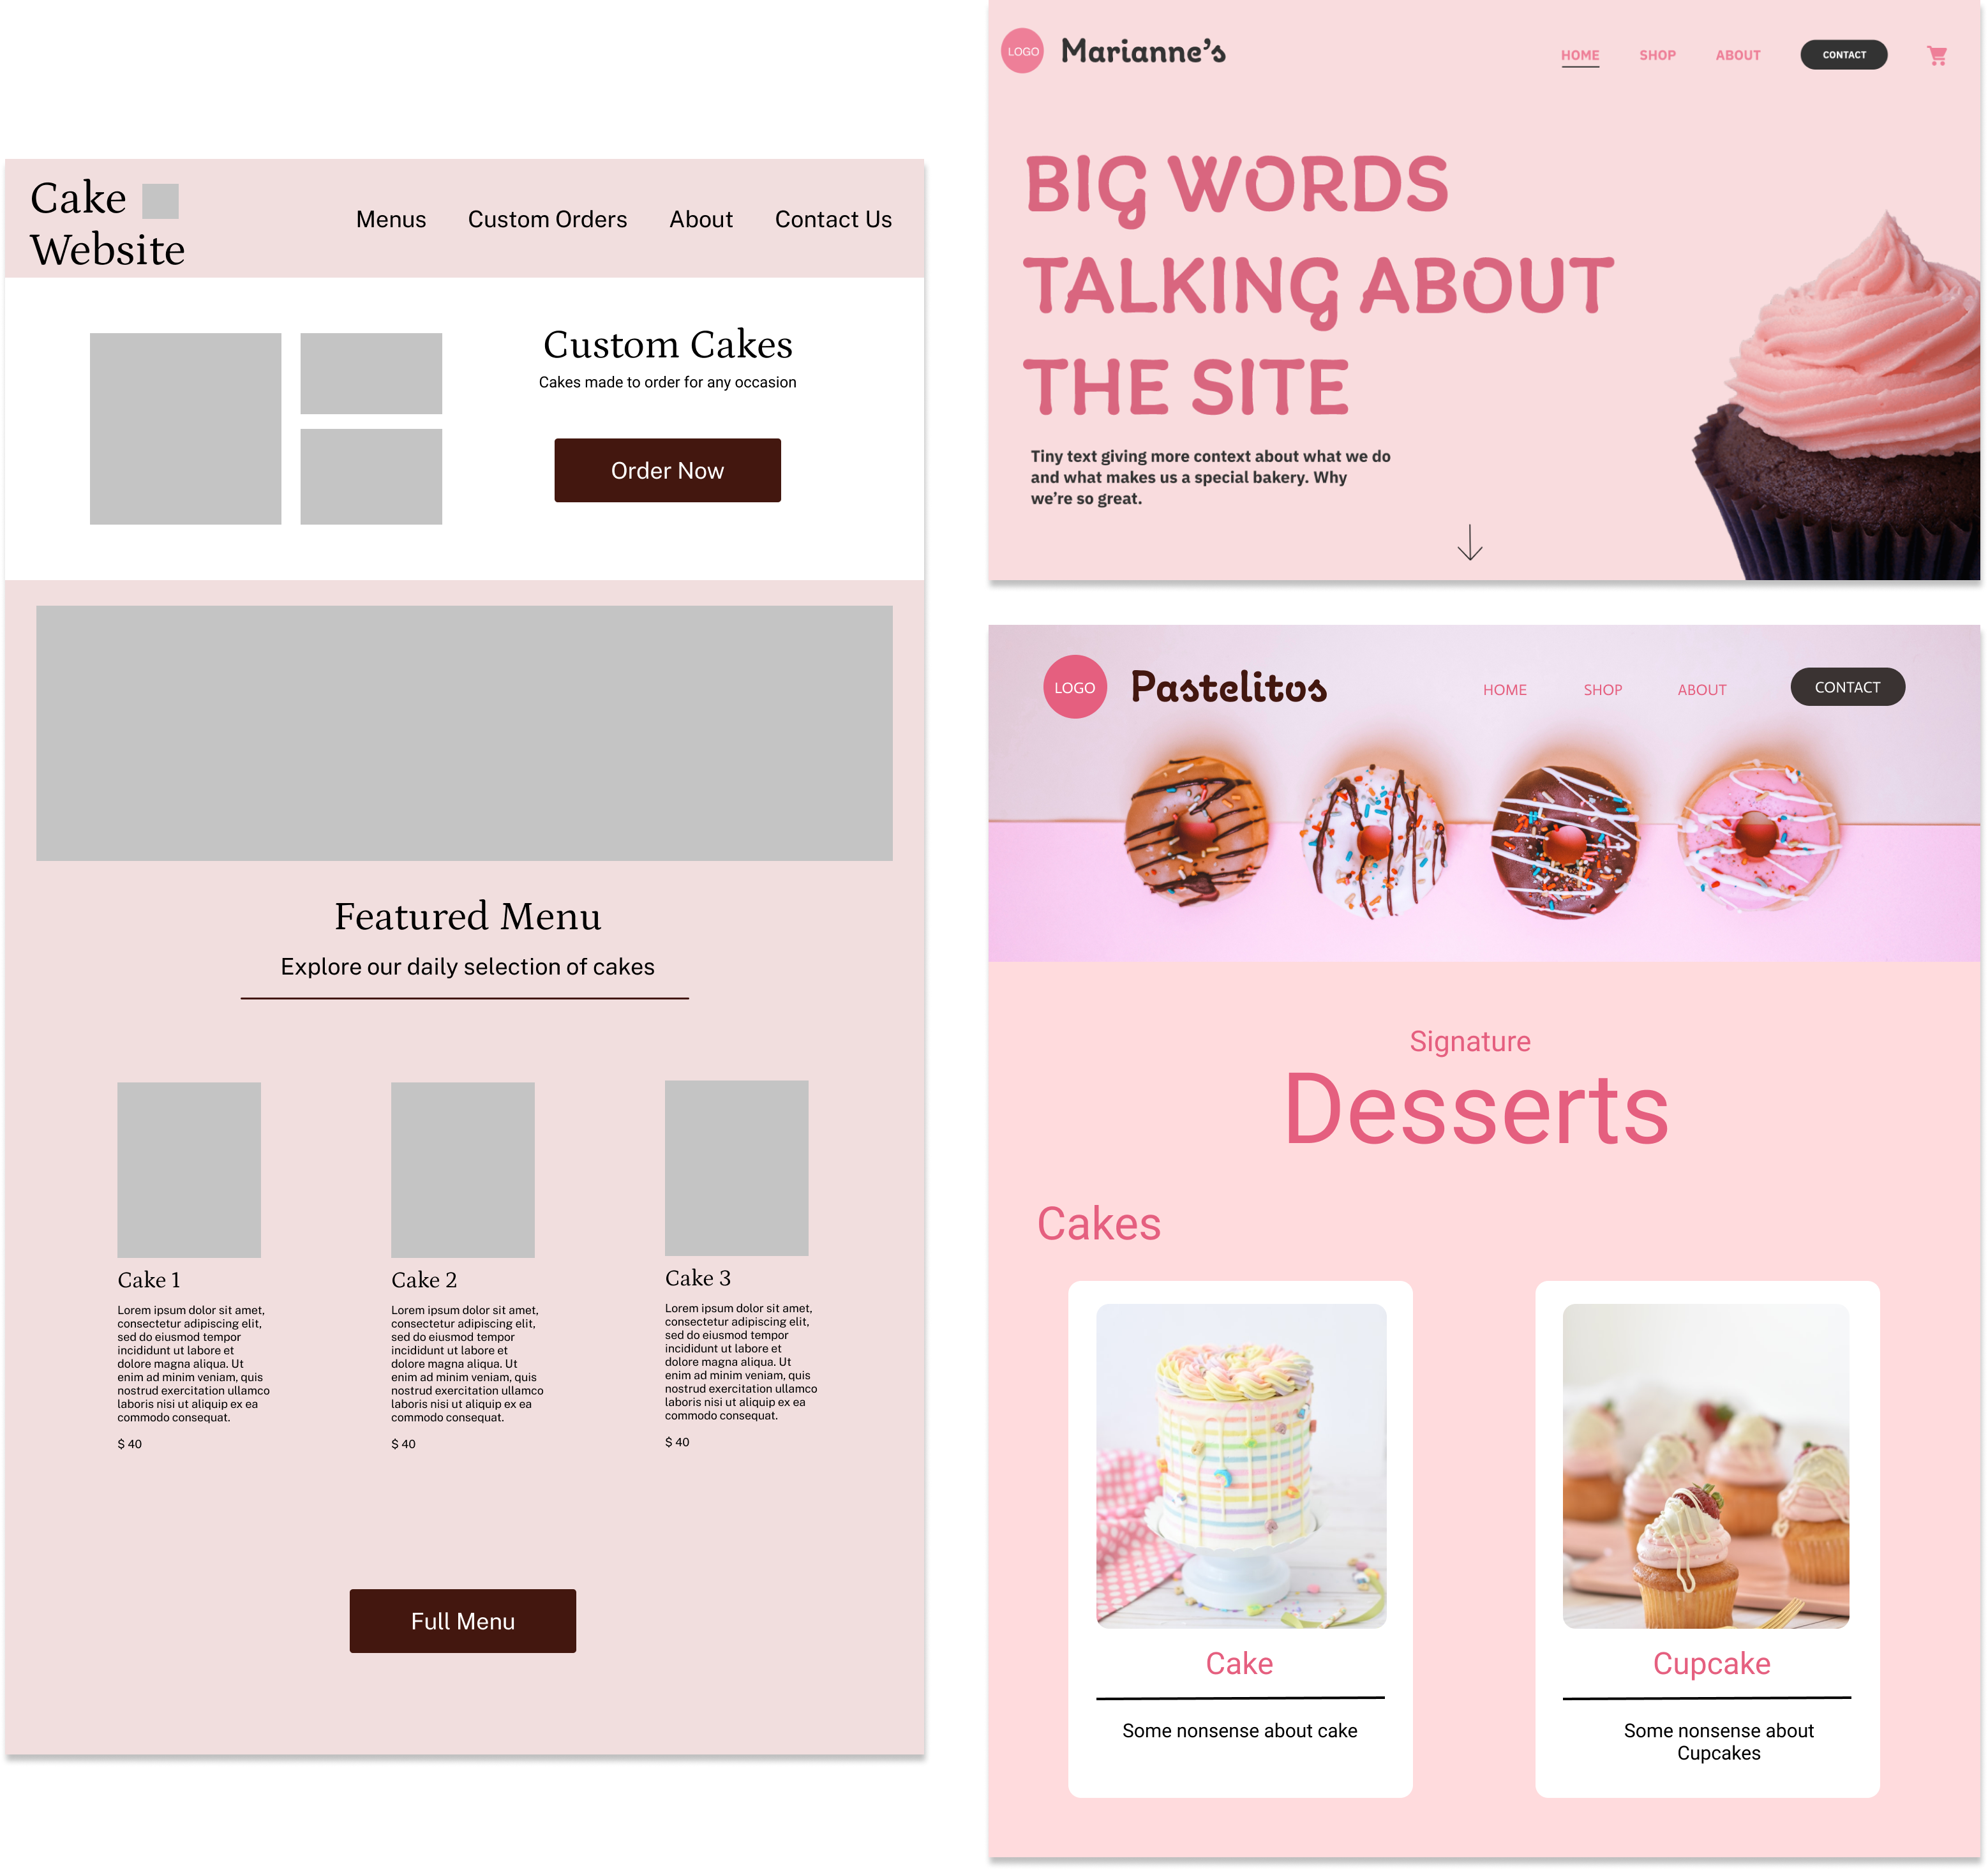 Cake
Website
Menus Custom Orders About Contact Us
Custom Cakes
Cakes made to order for any occasion
Order Now
Featured Menu
Explore our daily selection of cakes
Cake 1
Lorem ipsum dolor sit amet,
consectetur adipiscing elit,
sed do eiusmod tempor
incididunt ut labore et
dolore magna aliqua. Ut
enim ad minim veniam, quis
nostrud exercitation ullamco
laboris nisi ut aliquip ex ea
commodo consequat.
$ 40
Cake 2
Lorem ipsum dolor sit amet,
consectetur adipiscing elit,
sed do eiusmod tempor
incididunt ut labore et
dolore magna aliqua. Ut
enim ad minim veniam, quis
nostrud exercitation ullamco
laboris nisi ut aliquip ex ea
commodo consequat.
$ 40
Cake 3
Lorem ipsum dolor sit amet,
consectetur adipiscing elit,
sed do eiusmod tempor
incididunt ut labore et
dolore magna aliqua. Ut
enim ad minim veniam, quis
nostrud exercitation ullamco
laboris nisi ut aliquip ex ea
commodo consequat.
$ 40
Full Menu
LOGO Marianne's HOME SHOP ABOUT CONTACT
BIG WORDS
TALKING ABOUT
THE SITE
Tiny text giving more context about what we do
and what makes us a special bakery. Why
we're so great.
LOGO Pastelitos HOME SHOP ABOUT CONTACT
Signature
Desserts
Cakes
Cake
Some nonsense about cake
Cupcake
Some nonsense about
Cupcakes